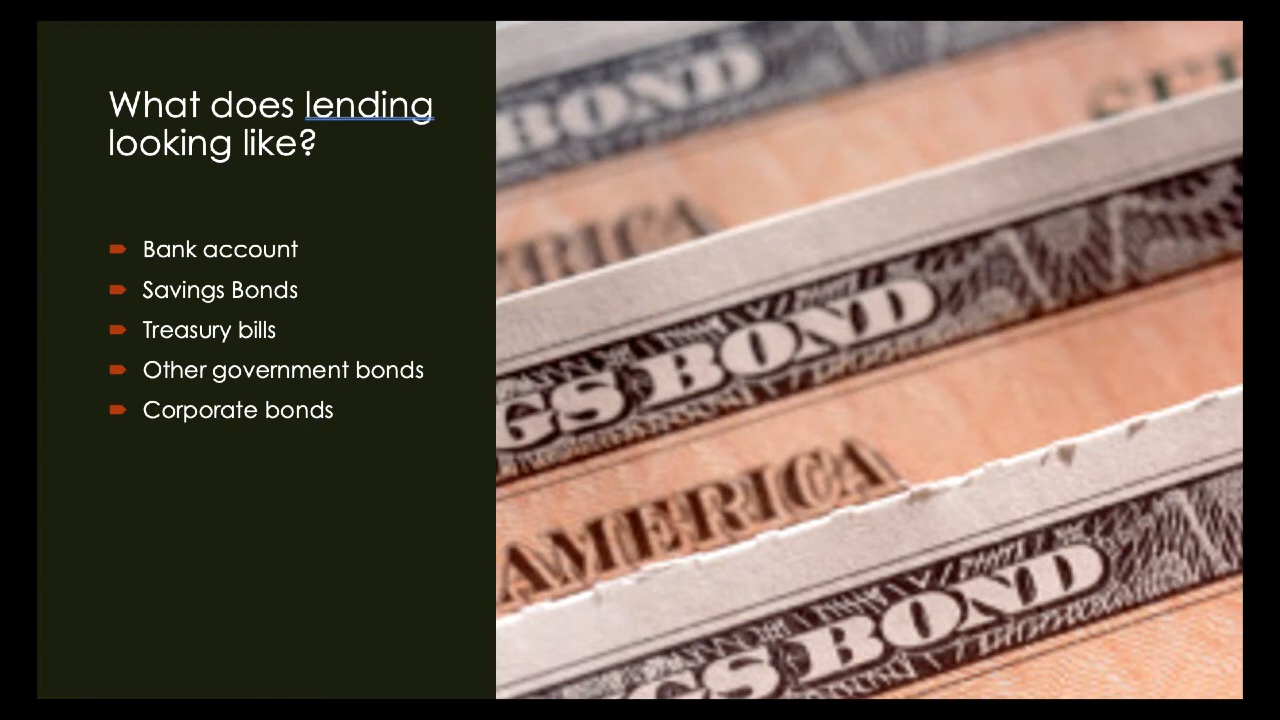 What does lending
looking like?
Bank account
Savings Bonds
Treasury bills
Other government bonds
Corporate bonds
BOND
ERICA
GS BOND
AMERICA
GS BOND